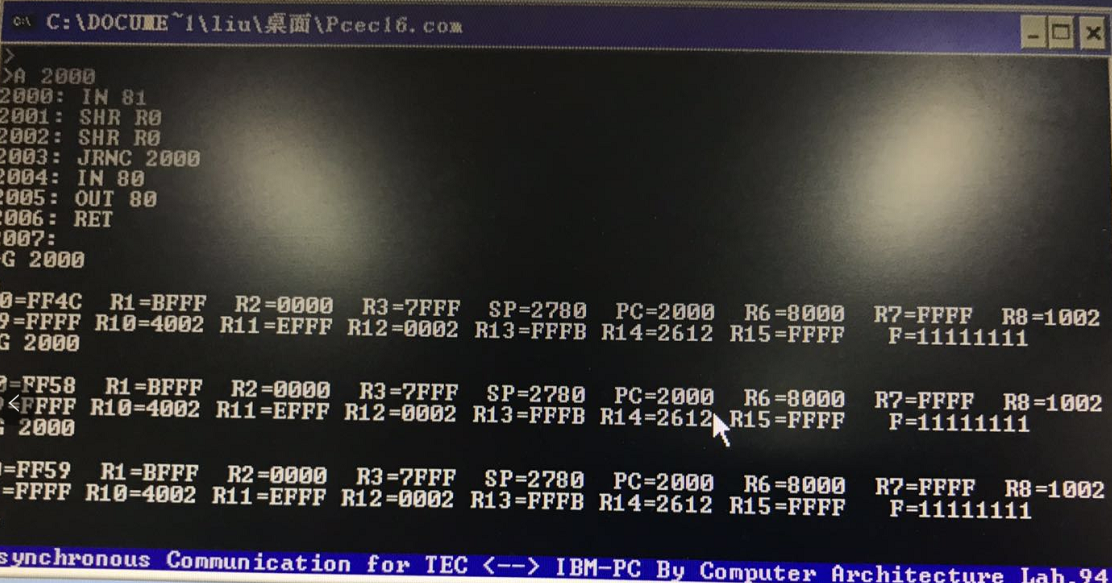 C:\DOCUME~1\liu\桌面\Pcec16.com
>
>A 2000
2000: IN 81
2001: SHR R0
2002: SHR R0
2003: JRNC 2000
2004: IN 80
2005: OUT 80
2006: RET
007:
G 2000
0=FF4C R1=BFFF R2=0000 R3=7FFF SP=2780 PC=2000 R6=8000 R7=FFFF R8=1002
9=FFFF R10=4002 R11=EFFF R12=0002 R13=FFFB R14=2612 R15=FFFF F=11111111
G 2000
0=FF58 R1=BFFF R2=0000 R3=7FFF SP=2780 PC=2000 R6=8000 R7=FFFF R8=1002
FFFF R10=4002 R11=EFFF R12=0002 R13=FFFB R14=2612 R15=FFFF F=11111111
G 2000
=FF59 R1=BFFF R2=0000 R3=7FFF SP=2780 PC=2000 R6=8000 R7=FFFF R8=1002
=FFFF R10=4002 R11=EFFF R12=0002 R13=FFFB R14=2612 R15=FFFF F=11111111
synchronous Communication for TEC <--> IBM-PC By Computer Architecture Lab.94